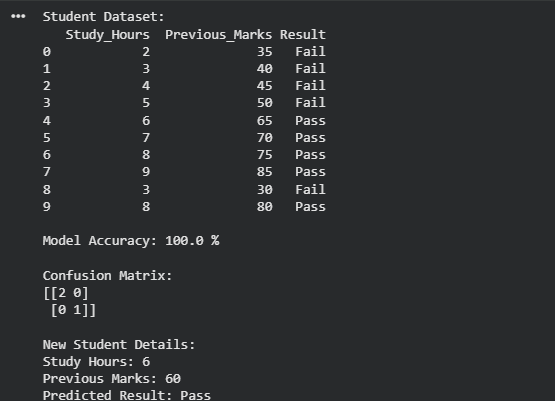 ••• Student Dataset:
   Study_Hours  Previous_Marks Result
0            2              35   Fail
1            3              40   Fail
2            4              45   Fail
3            5              50   Fail
4            6              65   Pass
5            7              70   Pass
6            8              75   Pass
7            9              85   Pass
8            3              30   Fail
9            8              80   Pass
Model Accuracy: 100.0 %
Confusion Matrix:
[[2 0]
 [0 1]]
New Student Details:
Study Hours: 6
Previous Marks: 60
Predicted Result: Pass